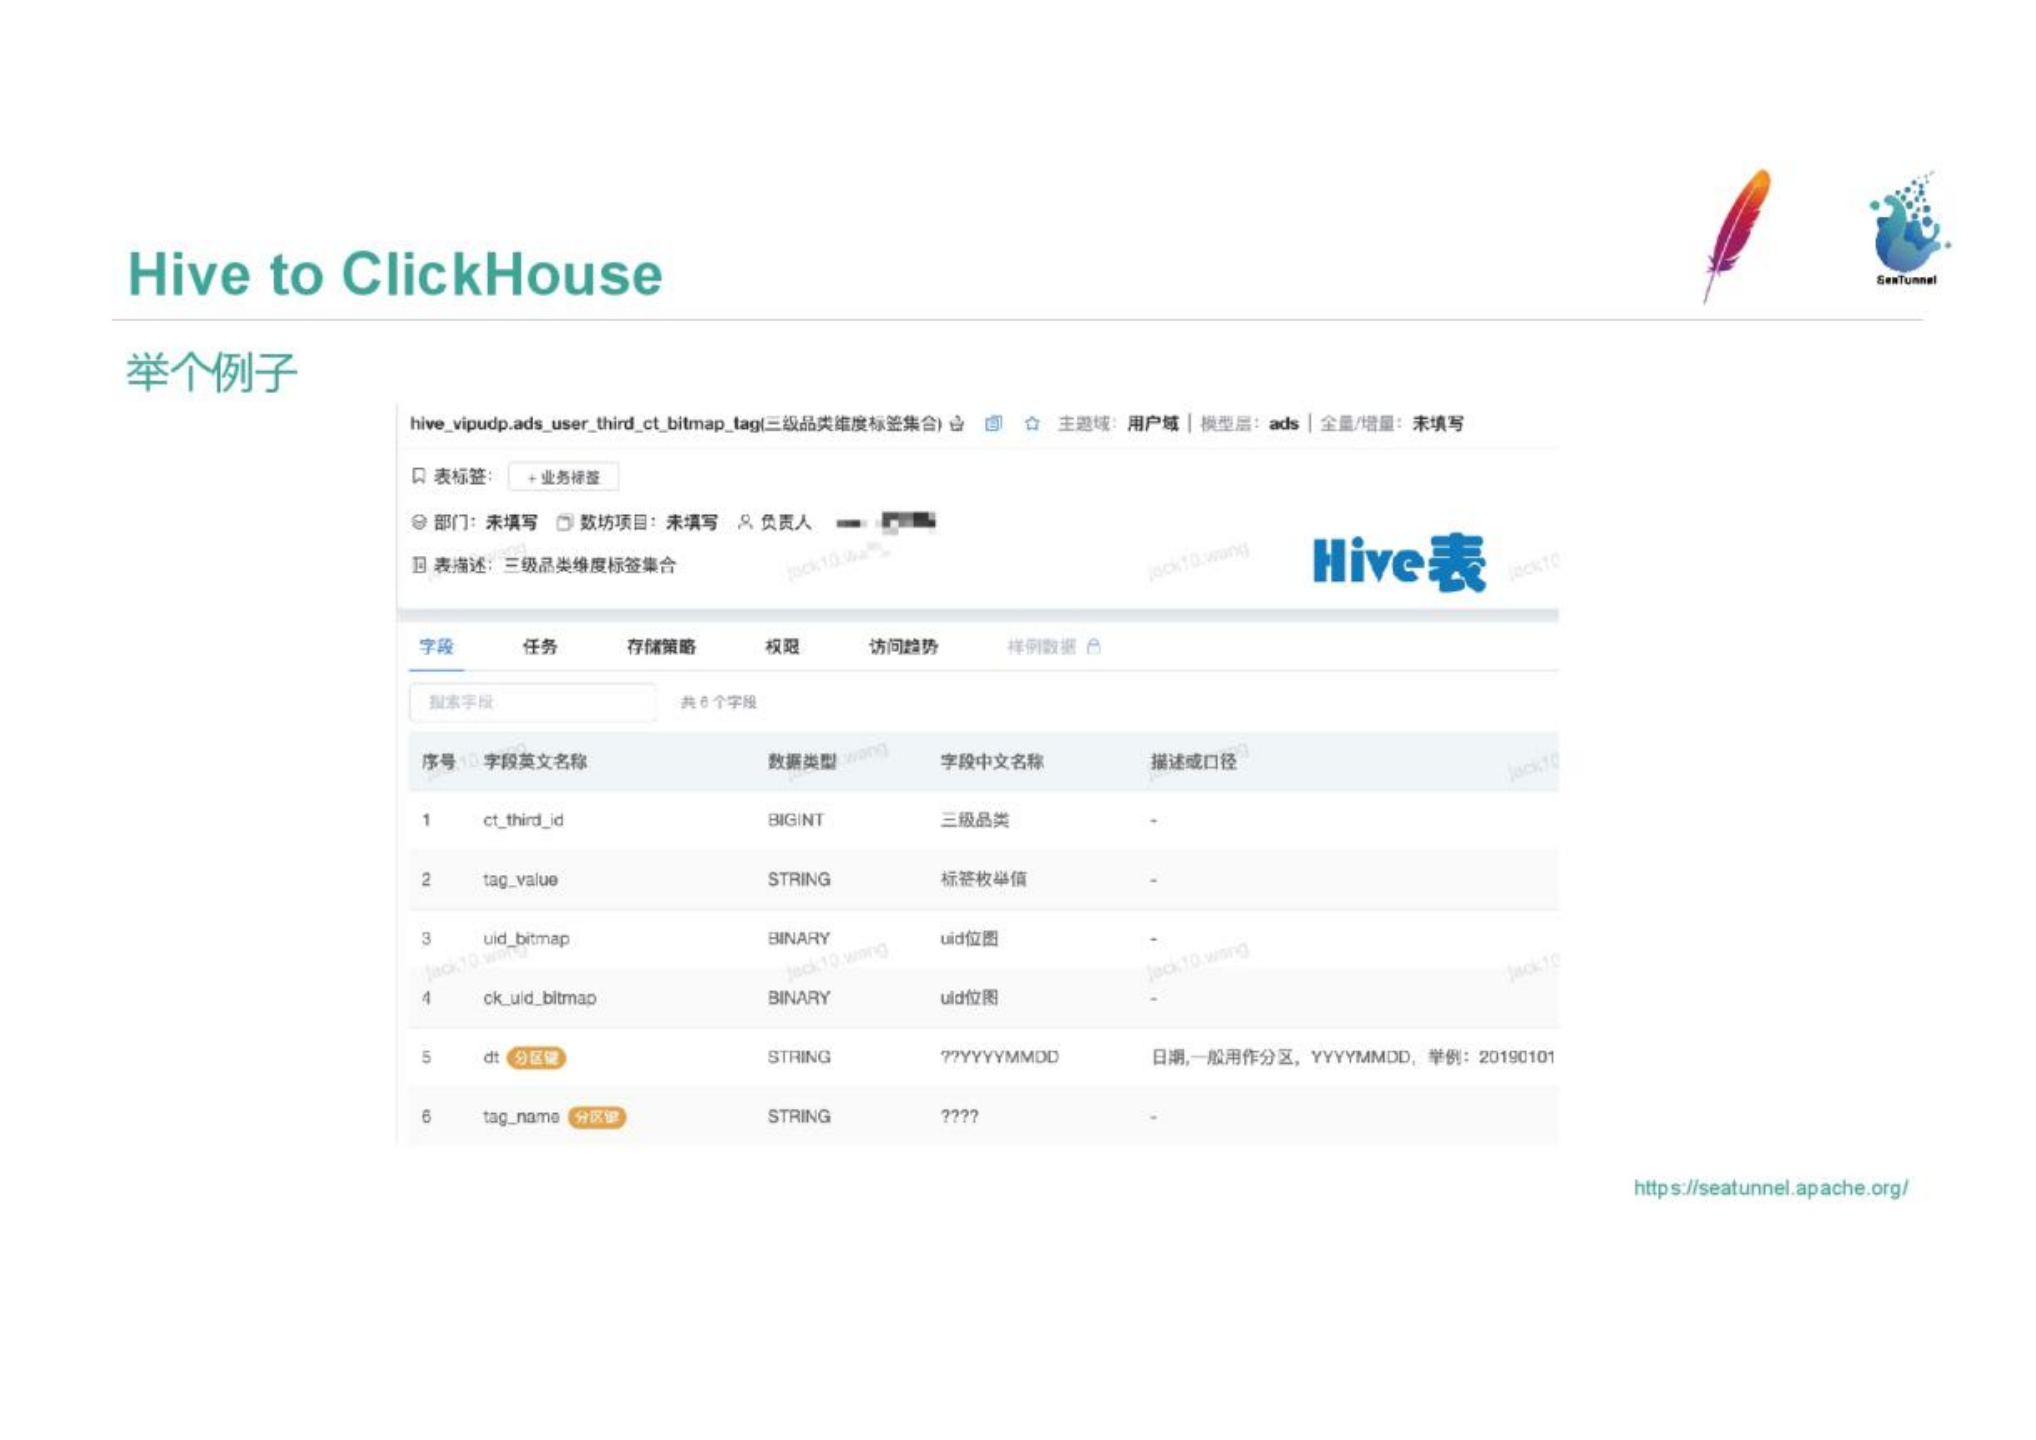 SeaTunnel
Hive to ClickHouse
举个例子
hive_vipudp.ads_user_third_ct_bitmap_tag(三级品类维度标签集合) 主题域: 用户域 | 模型层: ads | 全量/增量: 未填写
表标签: + 业务标签
部门: 未填写 数坊项目: 未填写 负责人
表描述: 三级品类维度标签集合
Hive表
字段 任务 存储策略 权限 访问趋势 样例数据
搜索字段 共 6 个字段
序号 字段英文名称 数据类型 字段中文名称 描述或口径
1 ct_third_id BIGINT 三级品类 -
2 tag_value STRING 标签枚举值 -
3 uid_bitmap BINARY uid位图 -
4 ck_uid_bitmap BINARY uid位图 -
5 dt 分区键 STRING ??YYYYMMDD 日期,一般用作分区, YYYYMMDD, 举例: 20190101
6 tag_name 分区键 STRING ???? -
jack10.wang
https://seatunnel.apache.org/